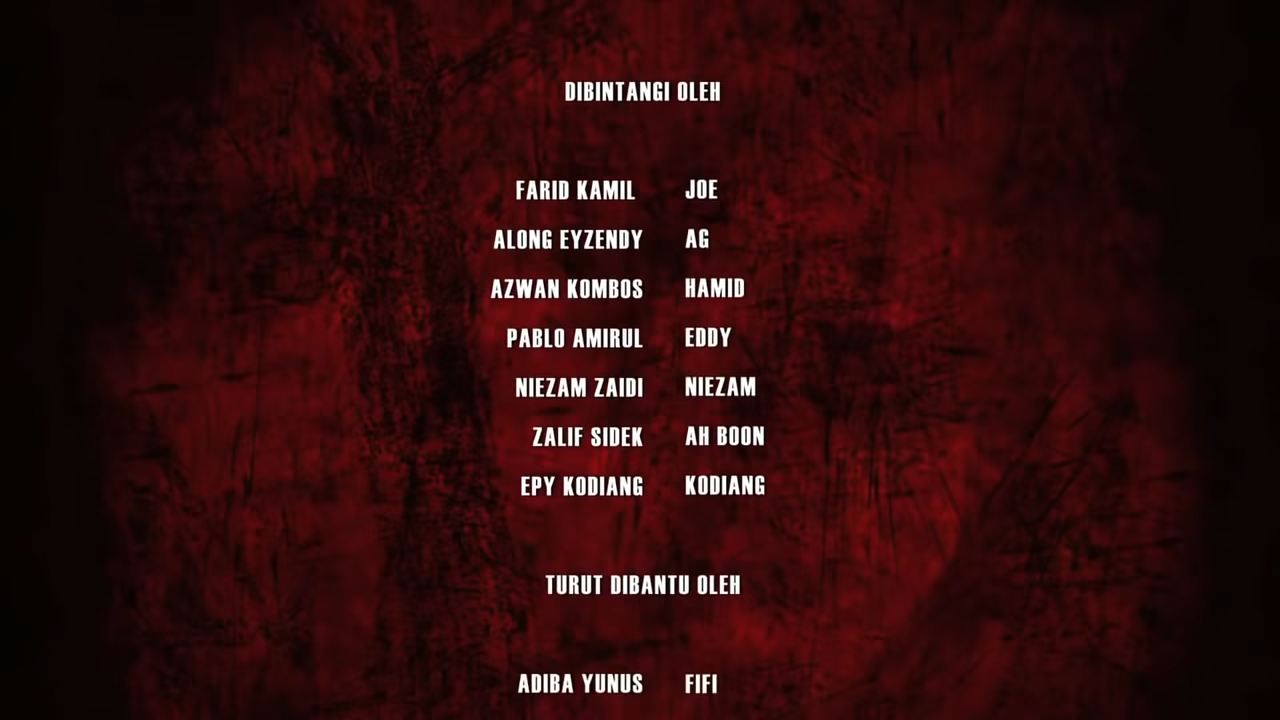 DIBINTANGI OLEH
FARID KAMIL JOE
ALONG EYZENDY AG
AZWAN KOMBOS HAMID
PABLO AMIRUL EDDY
NIEZAM ZAIDI NIEZAM
ZALIF SIDEK AH BOON
EPY KODIANG KODIANG
TURUT DIBANTU OLEH
ADIBA YUNUS FIFI